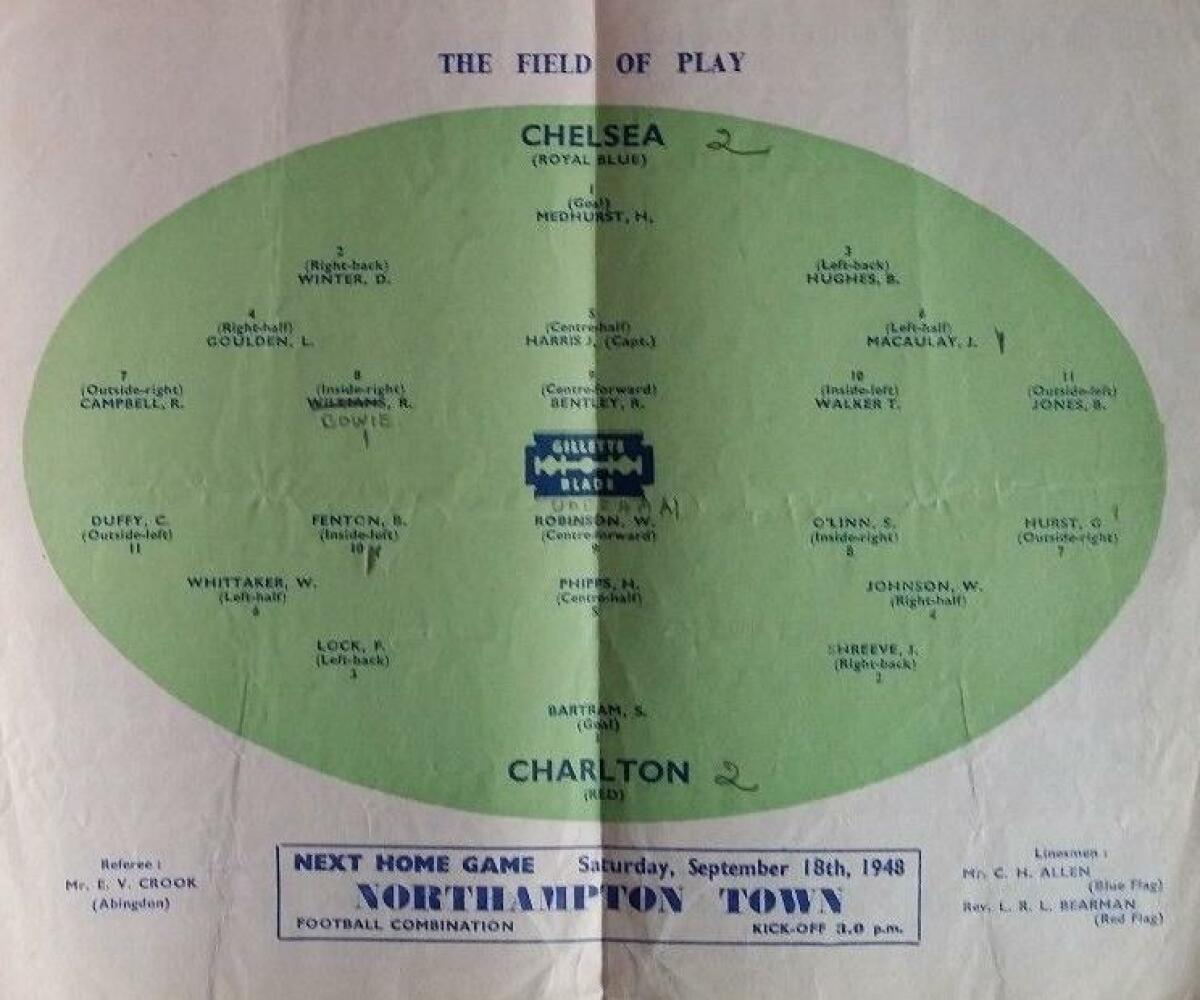 THE FIELD OF PLAY
CHELSEA 2
(ROYAL BLUE)
1
(Goal)
MEDHURST, H.
2
(Right-back)
WINTER, D.
3
(Left-back)
HUGHES, B.
4
(Right-half)
GOULDEN, L.
5
(Centre-half)
HARRIS J, (Capt.)
6
(Left-half)
MACAULAY, J.
7
(Outside-right)
CAMPBELL, R.
8
(Inside-right)
WILLIAMS, R.
BOWIE
9
(Centre-forward)
BENTLEY, R.
10
(Inside-left)
WALKER T.
11
(Outside-left)
JONES, B.
GILLETTE
BLADE
DUFFY, C.
(Outside-left)
11
FENTON, B.
(Inside-left)
10
ROBINSON, W.
(Centre-forward)
9
O'LINN, S.
(Inside-right)
8
HURST, G
(Outside-right)
7
WHITTAKER, W.
(Left-half)
6
PHIPPS, H.
(Centre-half)
5
JOHNSON, W.
(Right-half)
4
LOCK, F.
(Left-back)
3
SHREEVE, J.
(Right-back)
2
BARTRAM, S.
(Goal)
1
CHARLTON 2
(RED)
Referee :
Mr. E. V. CROOK
(Abingdon)
NEXT HOME GAME Saturday, September 18th, 1948
NORTHAMPTON TOWN
FOOTBALL COMBINATION KICK-OFF 3.0 p.m.
Linesmen :
Mr. C. H. ALLEN
(Blue Flag)
Rev. L. R. L. BEARMAN
(Red Flag)